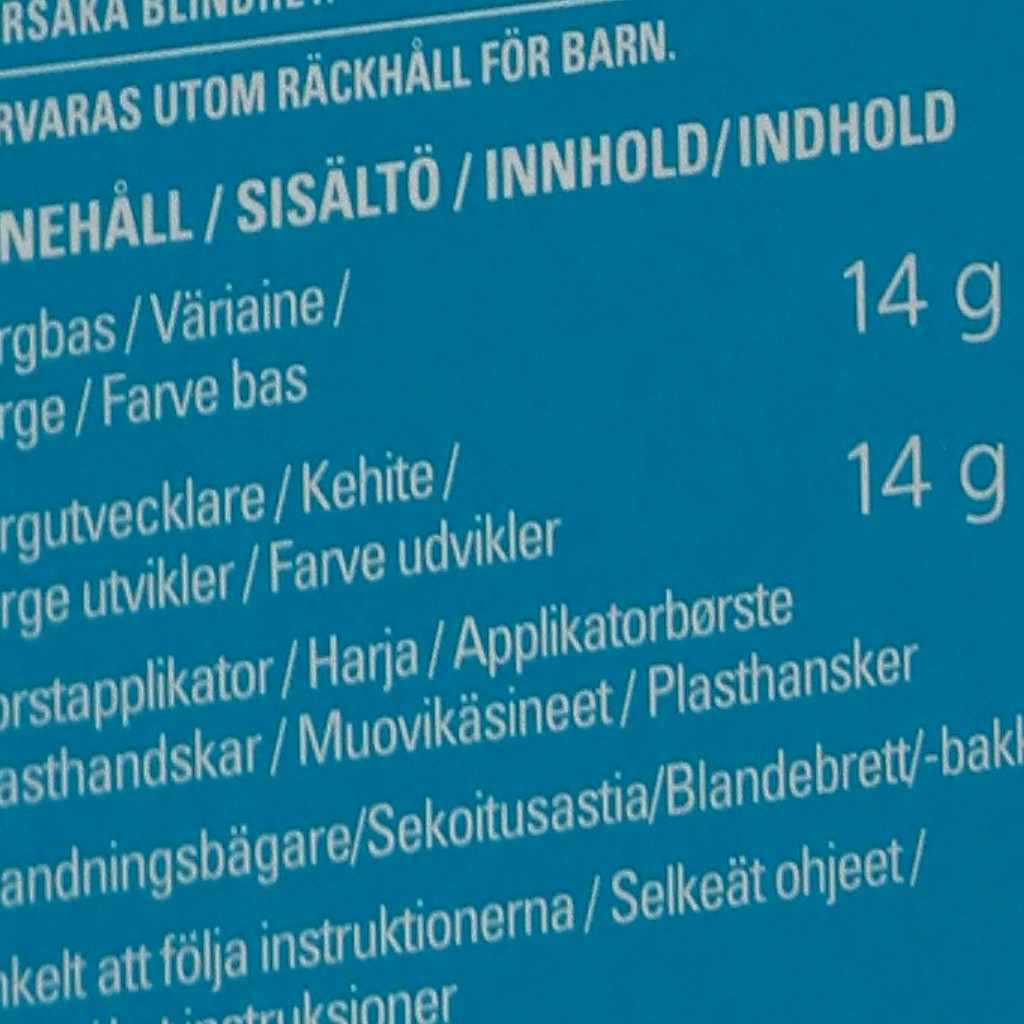 RSAKA
RVARAS UTOM RÄCKHÅLL FÖR BARN.
NEHÅLL / SISÄLTÖ / INNHOLD/ INDHOLD
rgbas / Väriaine / 14 g
rge / Farve bas
rgutvecklare / Kehite / 14 g
rge utvikler / Farve udvikler
orstapplikator / Harja / Applikatorbørste
asthandskar / Muovikäsineet / Plasthansker
andningsbägare/Sekoitusastia/Blandebrett/-bakk
nkelt att följa instruktionerna / Selkeät ohjeet /
instruksjoner